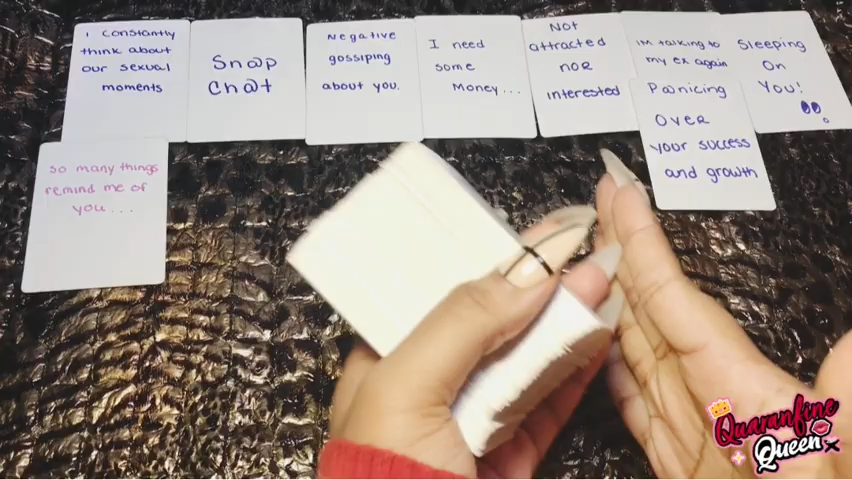 I constantly
think about
our sexual
moments
Sn@p
Ch@t
Negative
gossiping
about you.
I need
some
Money...
Not
attracted
nor
interested
Im talking to
my ex again
Sleeping
On
You!
Panicing
Over
your success
and growth
so many things
remind me of
you...
Quaranfine
Queen